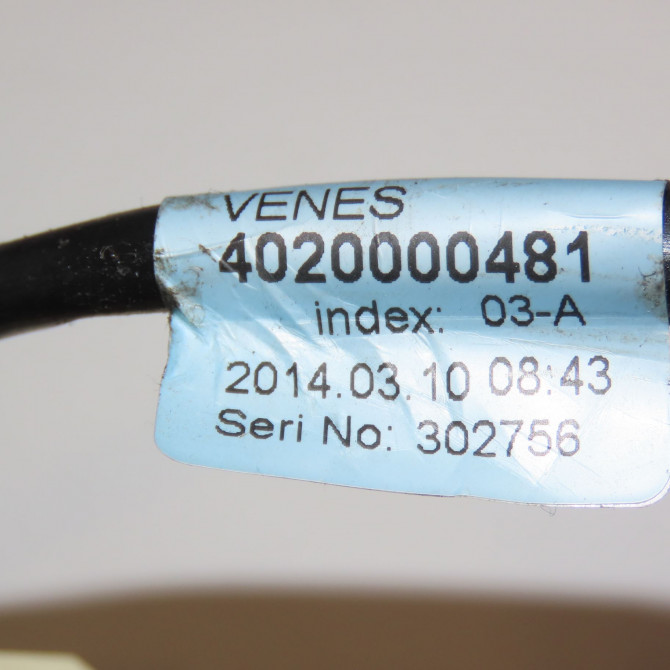 VENES
4020000481
index: 03-A
2014.03.10 08:43
Seri No: 302756